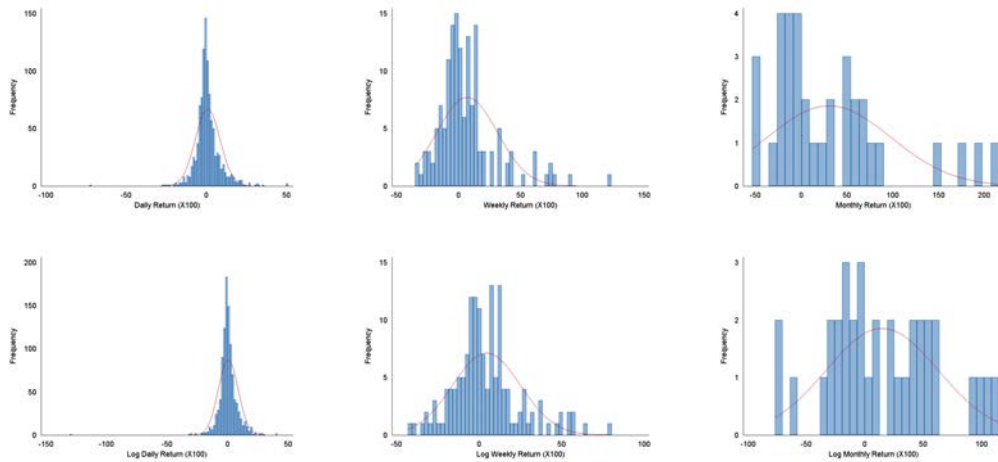 150
100
50
0
Frequency
-100 -50 0 50
Daily Return (X100)
15
10
5
0
Frequency
-50 0 50 100 150
Weekly Return (X100)
4
3
2
1
0
Frequency
-50 0 50 100 150 200
Monthly Return (X100)
200
150
100
50
0
Frequency
-150 -100 -50 0 50
Log Daily Return (X100)
15
10
5
0
Frequency
-50 0 50 100
Log Weekly Return (X100)
3
2
1
0
Frequency
-100 -50 0 50 100
Log Monthly Return (X100)